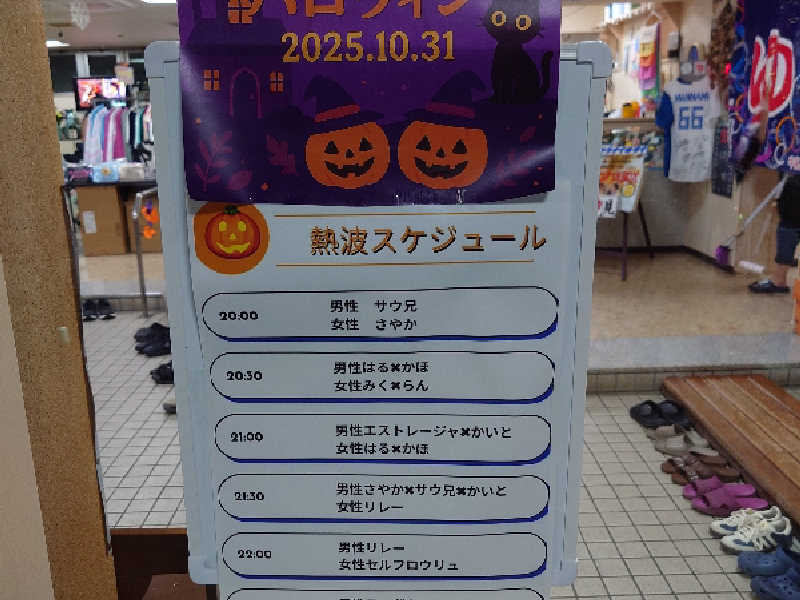 熱ハロウィン
2025.10.31
熱波スケジュール
20:00
男性 サウ兄
女性 さやか
20:30
男性はる✖かほ
女性みく✖らん
21:00
男性エストレージャ✖かいと
女性はる✖かほ
21:30
男性さやか✖サウ兄✖かいと
女性リレー
22:00
男性リレー
女性セルフロウリュ
ゆ
66